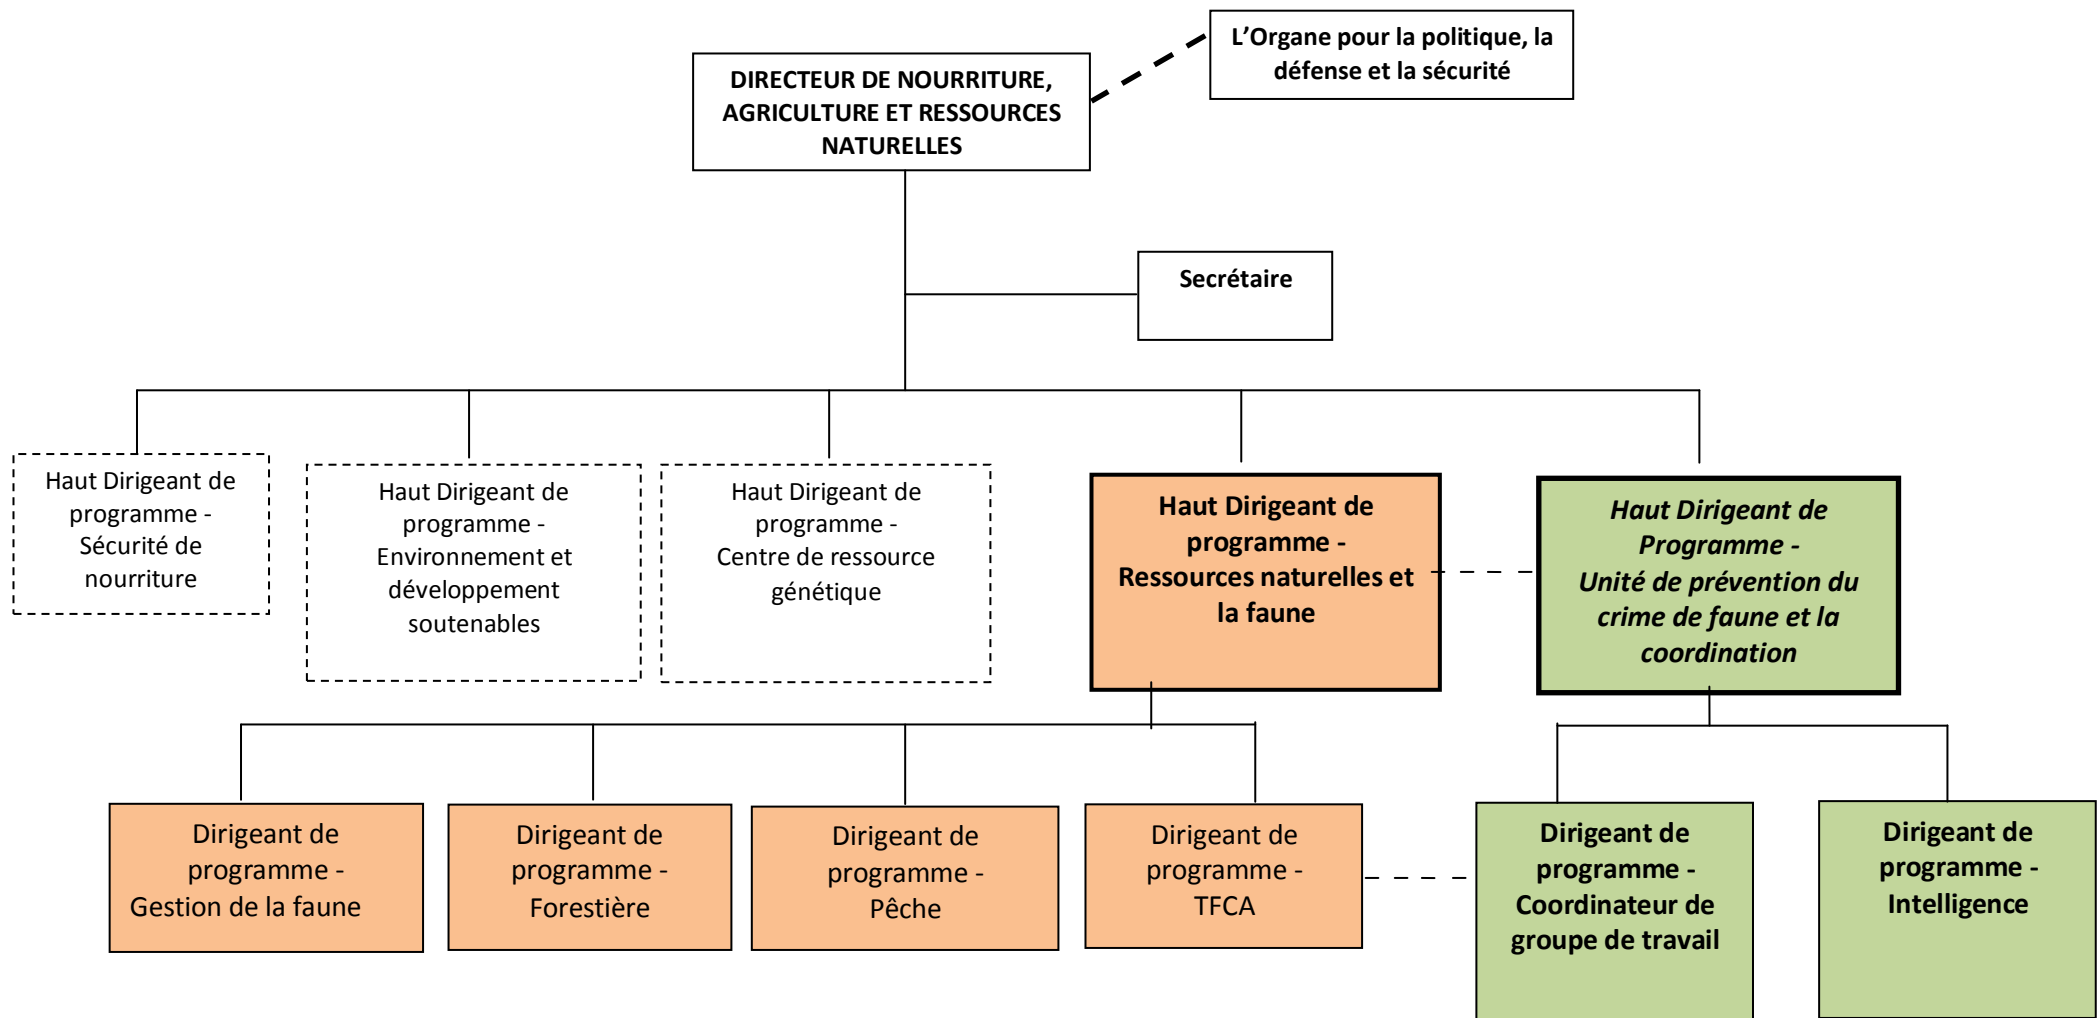 L’Organe pour la politique, la
défense et la sécurité
DIRECTEUR DE NOURRITURE,
AGRICULTURE ET RESSOURCES
NATURELLES
Secrétaire
Haut Dirigeant de
programme -
Sécurité de
nourriture
Haut Dirigeant de
programme -
Environnement et
développement
soutenables
Haut Dirigeant de
programme -
Centre de ressource
génétique
Haut Dirigeant de
programme -
Ressources naturelles et
la faune
Haut Dirigeant de
Programme -
Unité de prévention du
crime de faune et la
coordination
Dirigeant de
programme -
Gestion de la faune
Dirigeant de
programme -
Forestière
Dirigeant de
programme -
Pêche
Dirigeant de
programme -
TFCA
Dirigeant de
programme -
Coordinateur de
groupe de travail
Dirigeant de
programme -
Intelligence